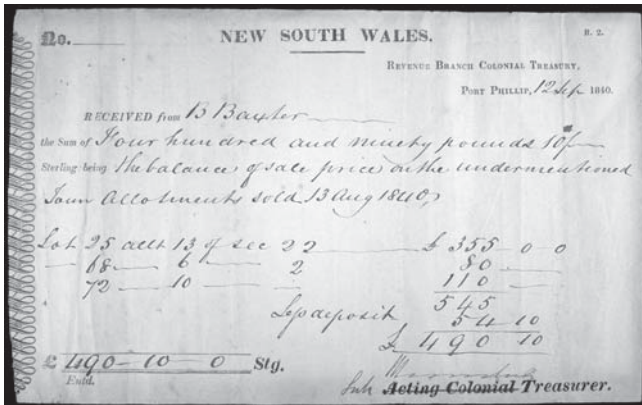 No.
NEW SOUTH WALES.
B. 2.
REVENUE BRANCH COLONIAL TREASURY,
PORT PHILLIP, 12 Sep 1840.
RECEIVED from B Baxter
the Sum of Four hundred and ninety pounds 10/-
Sterling being the balance of sale price on the undermentioned
Town Allotments sold 13 Aug 1840,
Lot 25 allt 13 of sec 22 £ 355 - 0 - 0
— 68 — 6 — 2 80 —
72 — 10 — 110 —
545
Less deposit 54 10
£ 490 10
£ 490 - 10 - 0 Stg.
Entd.
Sub Acting Colonial Treasurer.